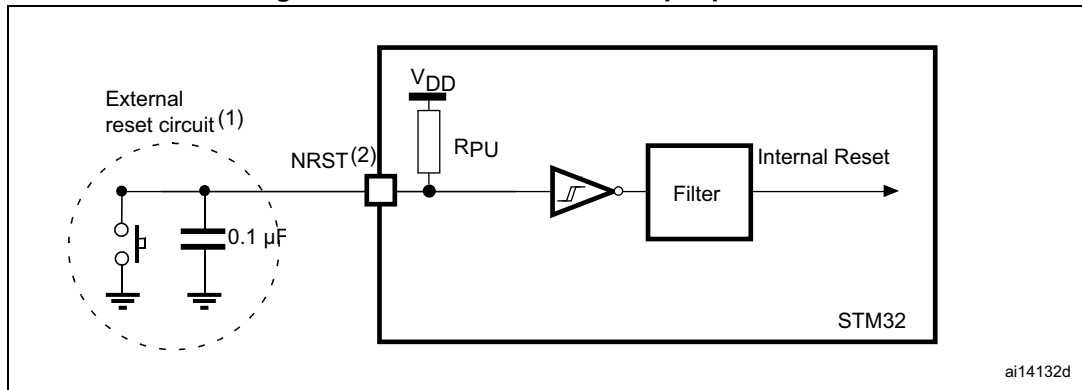 VDD
External
reset circuit(1)
NRST(2)
RPU
Internal Reset
Filter
0.1 µF
STM32
ai14132d